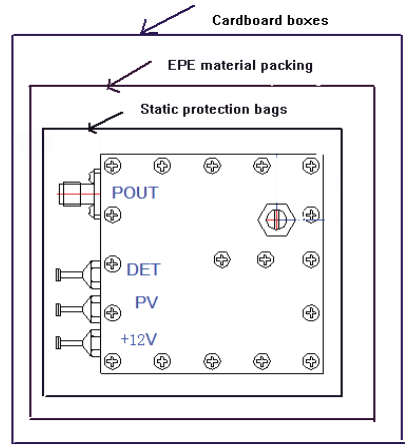 Cardboard boxes
EPE material packing
Static protection bags
POUT
DET
PV
+12V